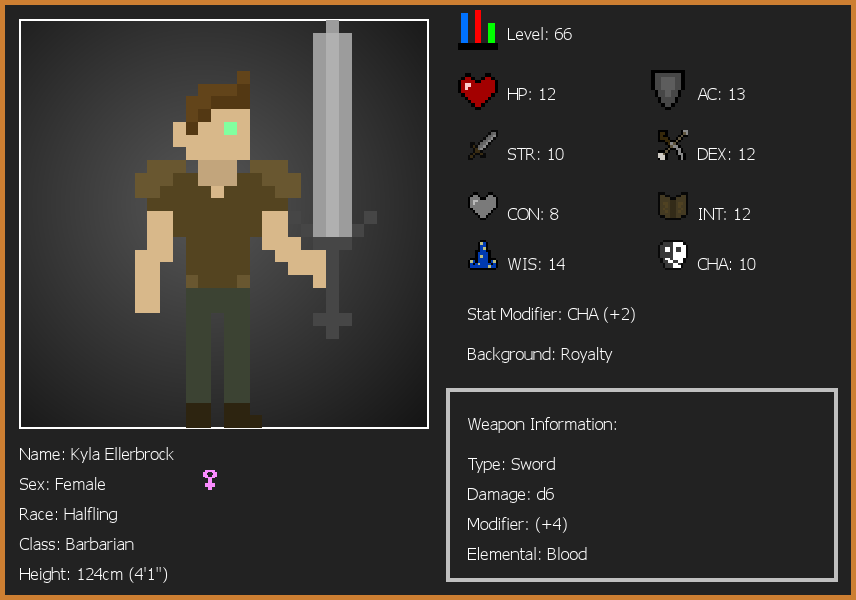 Level: 66
HP: 12
AC: 13
STR: 10
DEX: 12
CON: 8
INT: 12
WIS: 14
CHA: 10
Stat Modifier: CHA (+2)
Background: Royalty
Weapon Information:
Type: Sword
Damage: d6
Modifier: (+4)
Elemental: Blood
Name: Kyla Ellerbrock
Sex: Female
Race: Halfling
Class: Barbarian
Height: 124cm (4'1")